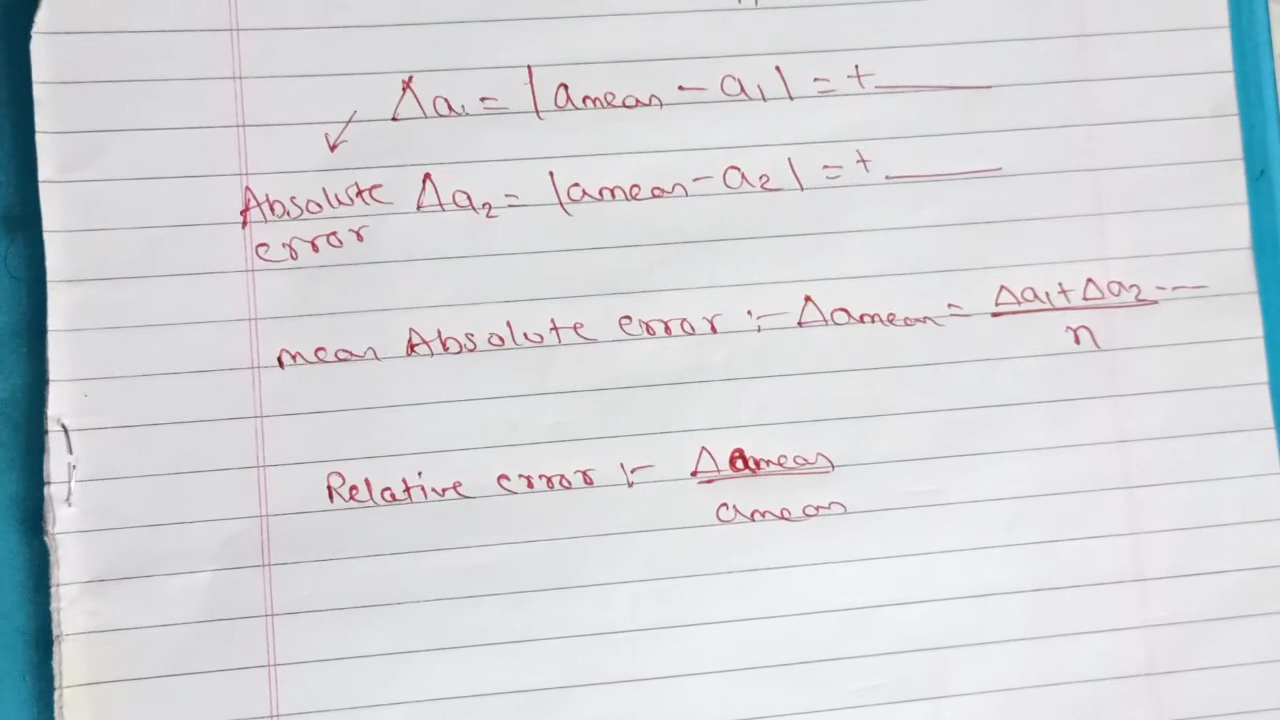 Δa₁ = |amean - a₁| = +____
Absolute Δa₂ = |amean - a₂| = +____
error
mean Absolute error :- Δamean = Δa₁ + Δa₂ ---- / n
Relative error :- Δamean / amean